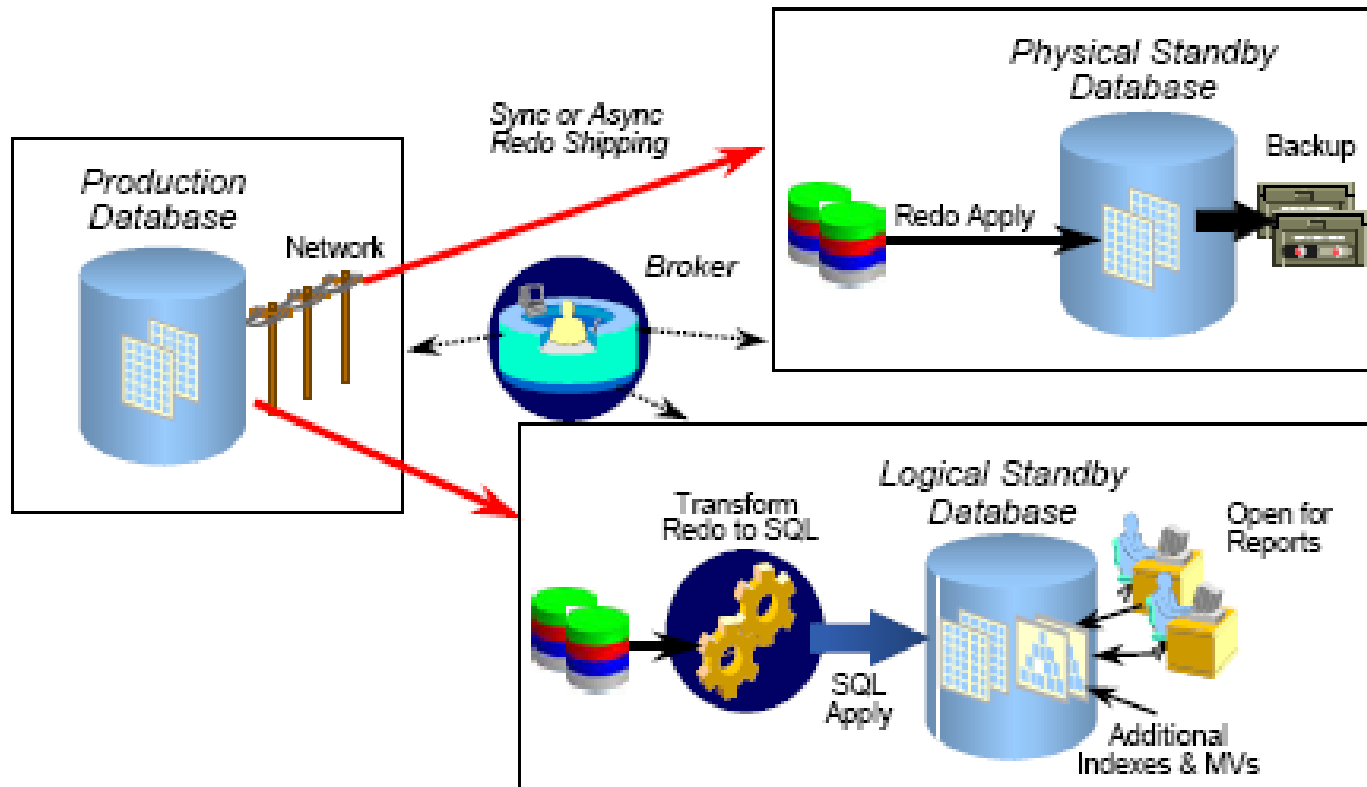 Production
Database
Network
Sync or Async
Redo Shipping
Broker
Physical Standby
Database
Redo Apply
Backup
Transform
Redo to SQL
SQL
Apply
Logical Standby
Database
Open for
Reports
Additional
Indexes & MVs